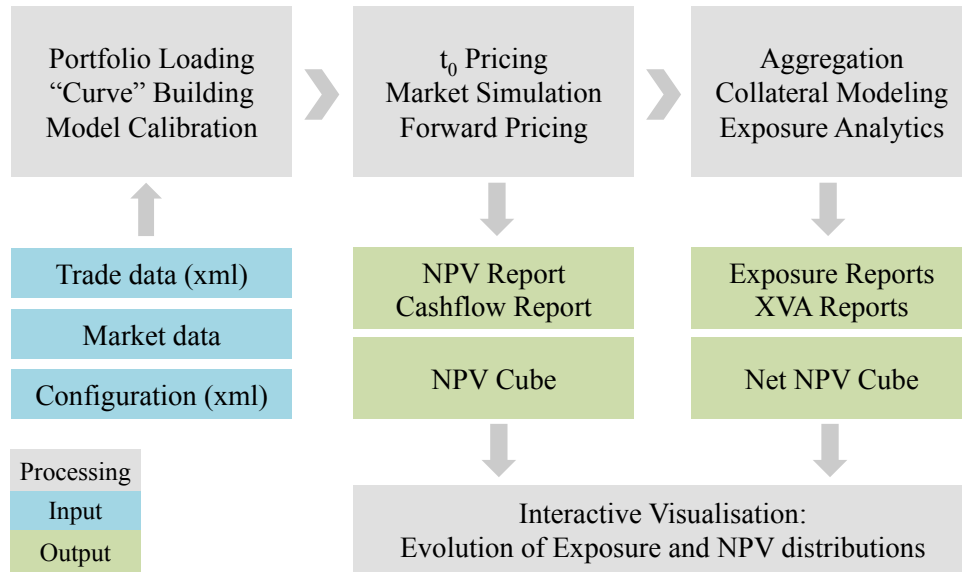 Portfolio Loading
“Curve” Building
Model Calibration
t₀ Pricing
Market Simulation
Forward Pricing
Aggregation
Collateral Modeling
Exposure Analytics
Trade data (xml)
Market data
Configuration (xml)
NPV Report
Cashflow Report
NPV Cube
Exposure Reports
XVA Reports
Net NPV Cube
Processing
Input
Output
Interactive Visualisation:
Evolution of Exposure and NPV distributions